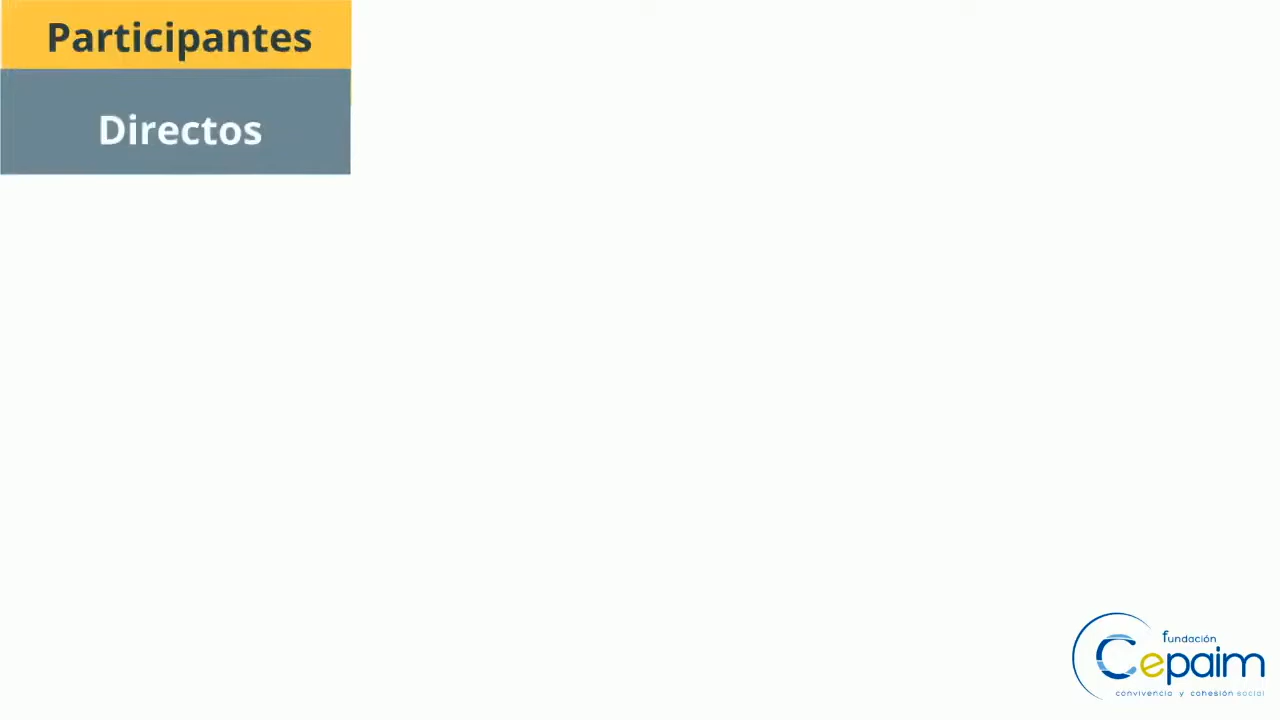 Participantes
Directos
fundación
Cepaim
convivencia y cohesión social